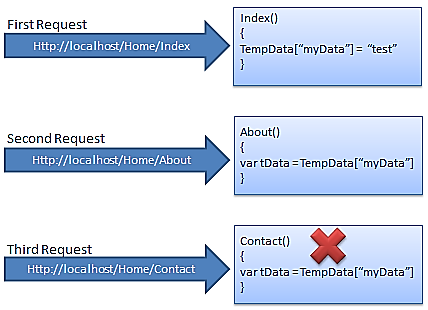 First Request
Http://localhost/Home/Index
Index()
{
TempData["myData"] = "test"
}
Second Request
Http://localhost/Home/About
About()
{
var tData = TempData["myData"]
}
Third Request
Http://localhost/Home/Contact
Contact()
{
var tData = TempData["myData"]
}